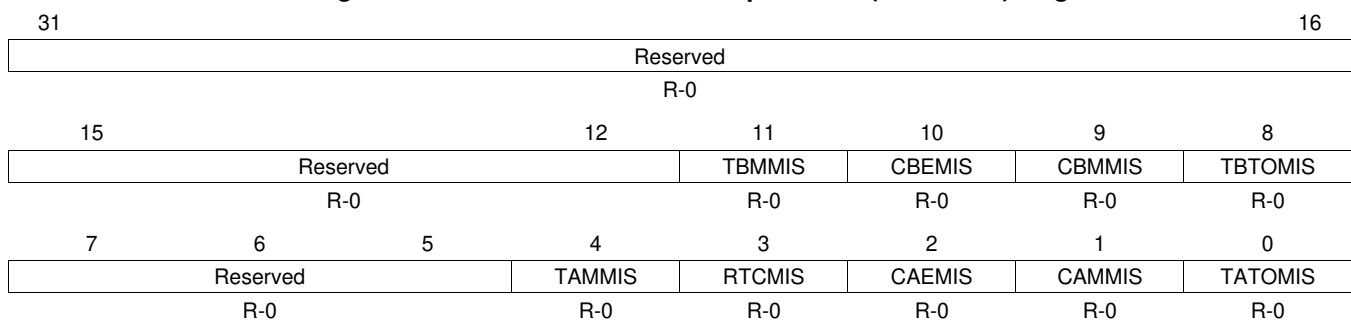 31 16
Reserved
R-0
15 12 11 10 9 8
Reserved TBMMIS CBEMIS CBMMIS TBTOMIS
R-0 R-0 R-0 R-0 R-0
7 6 5 4 3 2 1 0
Reserved TAMMIS RTCMIS CAEMIS CAMMIS TATOMIS
R-0 R-0 R-0 R-0 R-0 R-0